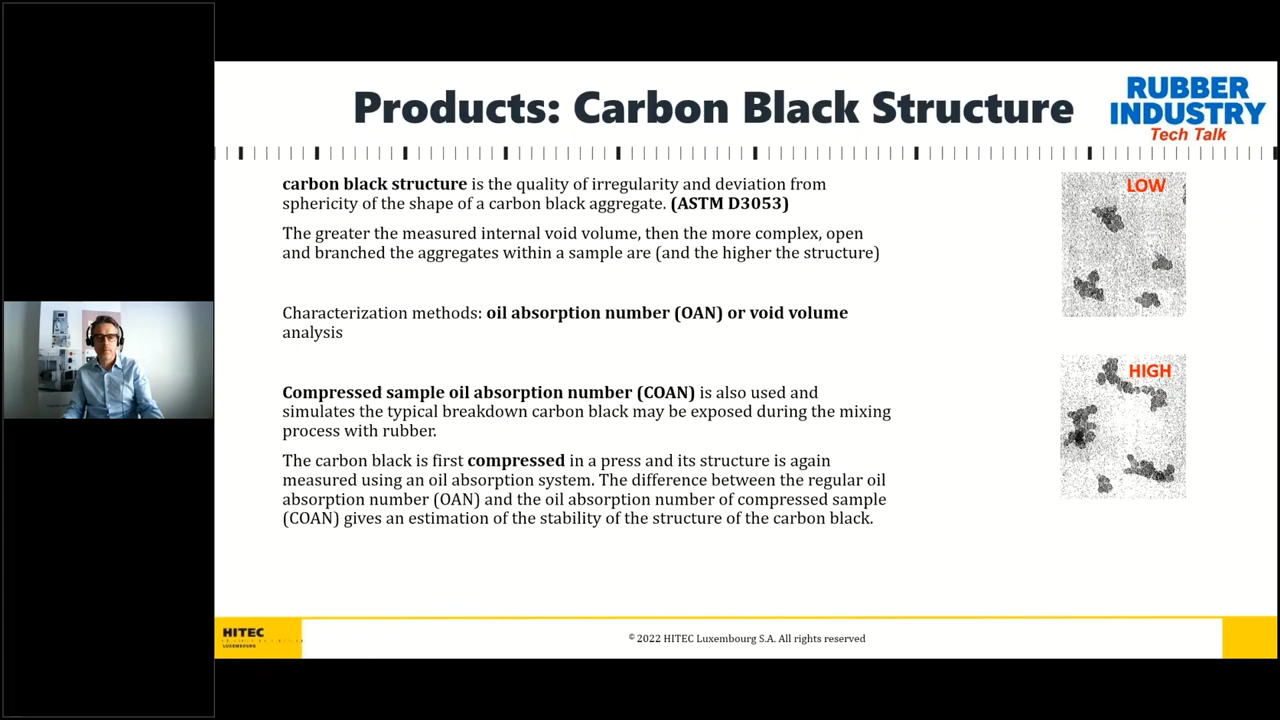 Products: Carbon Black Structure
RUBBER
INDUSTRY
Tech Talk
carbon black structure is the quality of irregularity and deviation from
sphericity of the shape of a carbon black aggregate. (ASTM D3053)
The greater the measured internal void volume, then the more complex, open
and branched the aggregates within a sample are (and the higher the structure)
Characterization methods: oil absorption number (OAN) or void volume
analysis
Compressed sample oil absorption number (COAN) is also used and
simulates the typical breakdown carbon black may be exposed during the mixing
process with rubber.
The carbon black is first compressed in a press and its structure is again
measured using an oil absorption system. The difference between the regular oil
absorption number (OAN) and the oil absorption number of compressed sample
(COAN) gives an estimation of the stability of the structure of the carbon black.
LOW
HIGH
HITEC
LUXEMBOURG
© 2022 HITEC Luxembourg S.A. All rights reserved